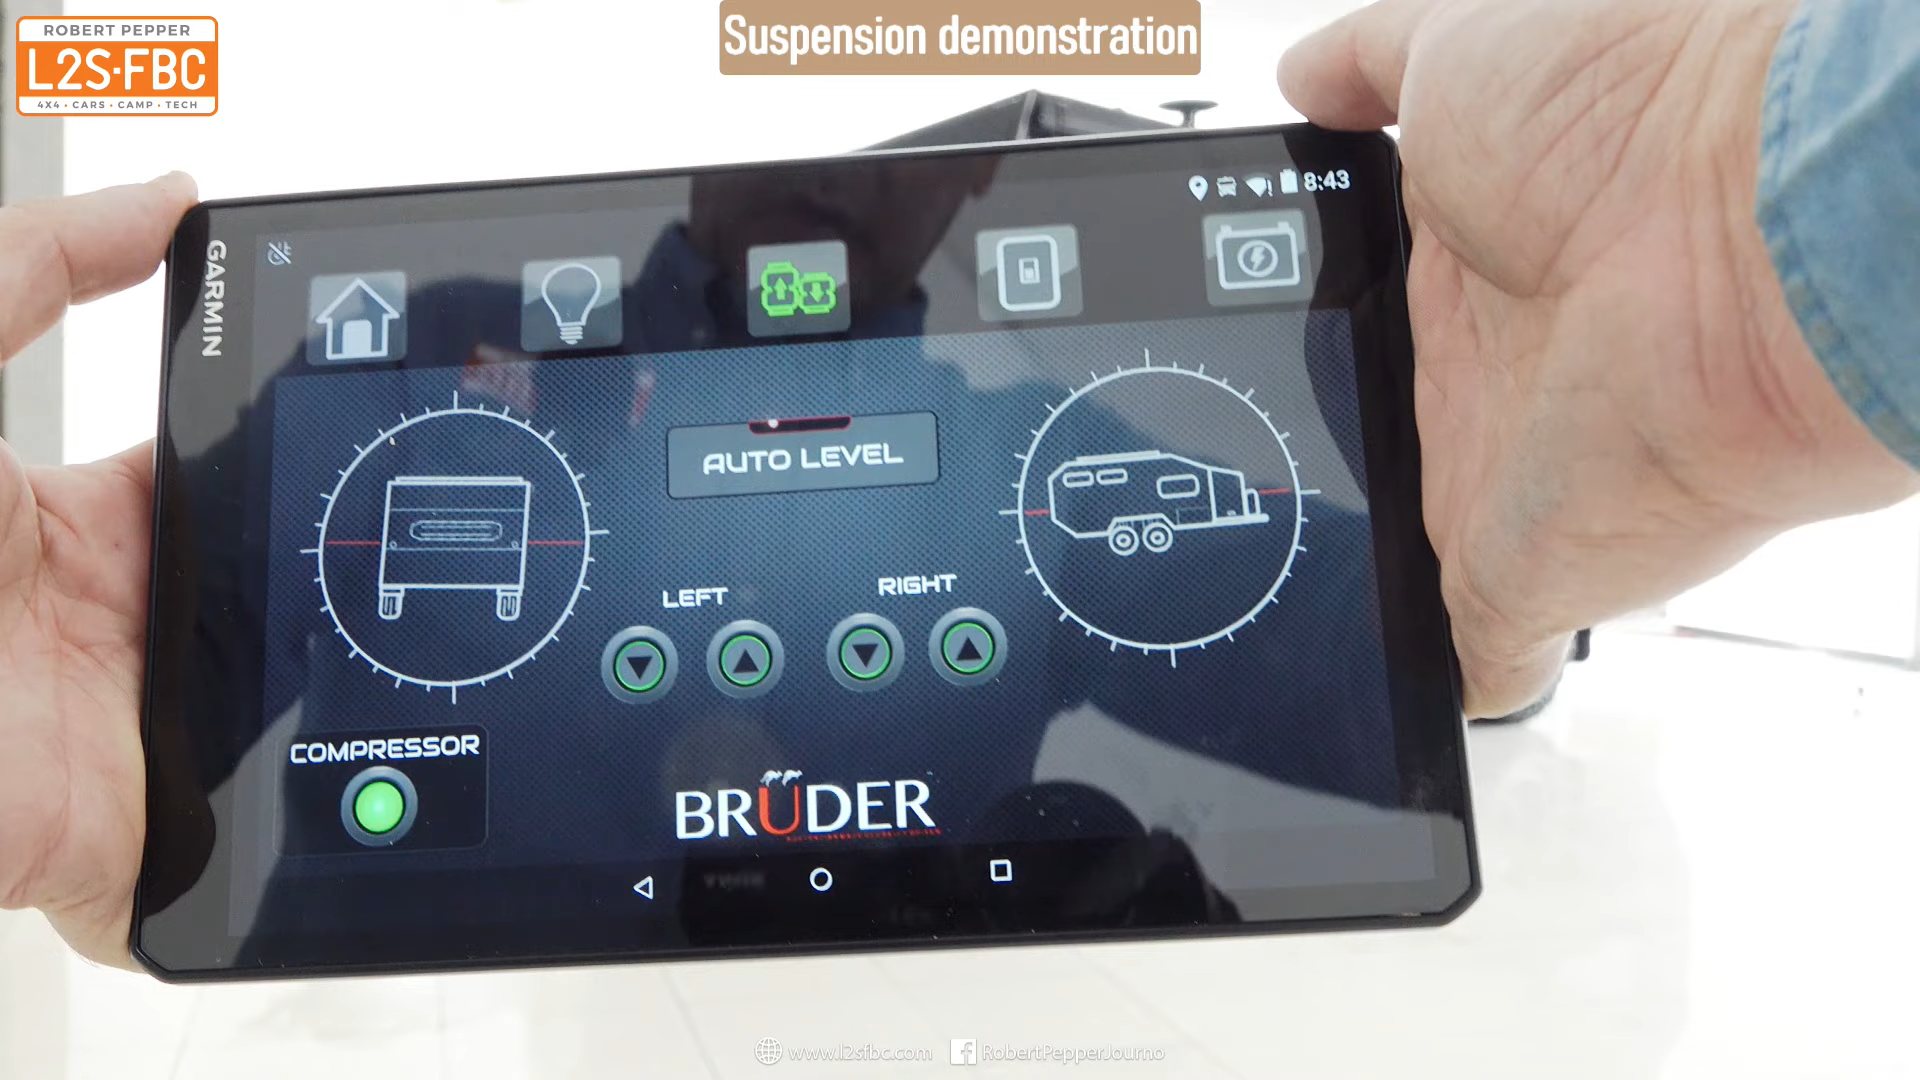 Suspension demonstration
ROBERT PEPPER
L2S·FBC
4X4 · CARS · CAMP · TECH
8:43
GARMIN
AUTO LEVEL
LEFT
RIGHT
COMPRESSOR
BRÜDER
www.l2sfbc.com
RobertPepperJourno